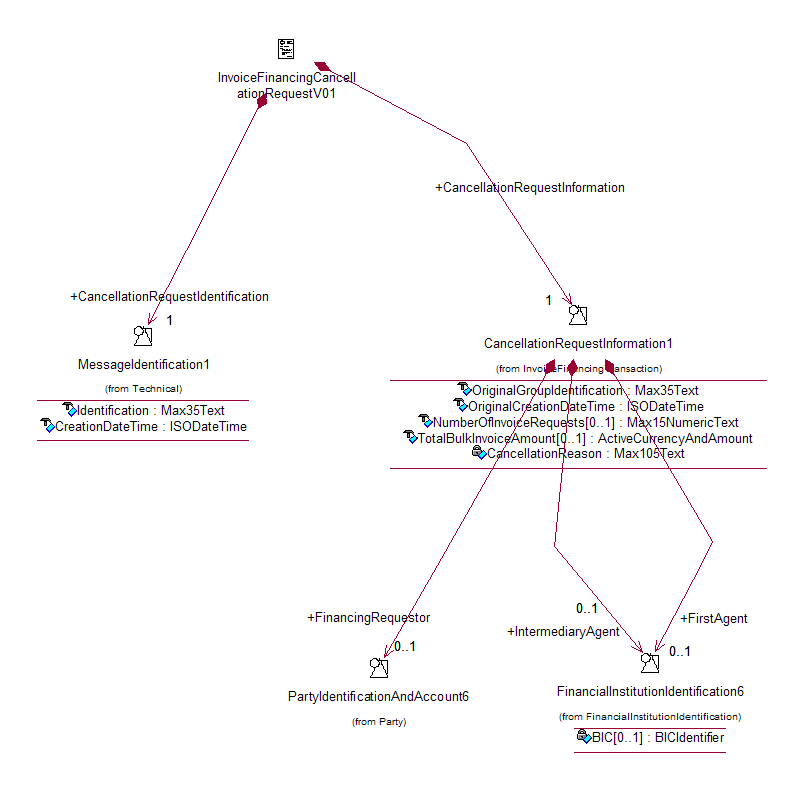 InvoiceFinancingCancell
ationRequestV01
+CancellationRequestInformation
+CancellationRequestIdentification
1
1
MessageIdentification1
(from Technical)
Identification : Max35Text
CreationDateTime : ISODateTime
CancellationRequestInformation1
(from InvoiceFinancingTransaction)
OriginalGroupIdentification : Max35Text
OriginalCreationDateTime : ISODateTime
NumberOfInvoiceRequests[0..1] : Max15NumericText
TotalBulkInvoiceAmount[0..1] : ActiveCurrencyAndAmount
CancellationReason : Max105Text
+FinancingRequestor
0..1
0..1
+IntermediaryAgent
+FirstAgent
0..1
PartyIdentificationAndAccount6
(from Party)
FinancialInstitutionIdentification6
(from FinancialInstitutionIdentification)
BIC[0..1] : BICIdentifier